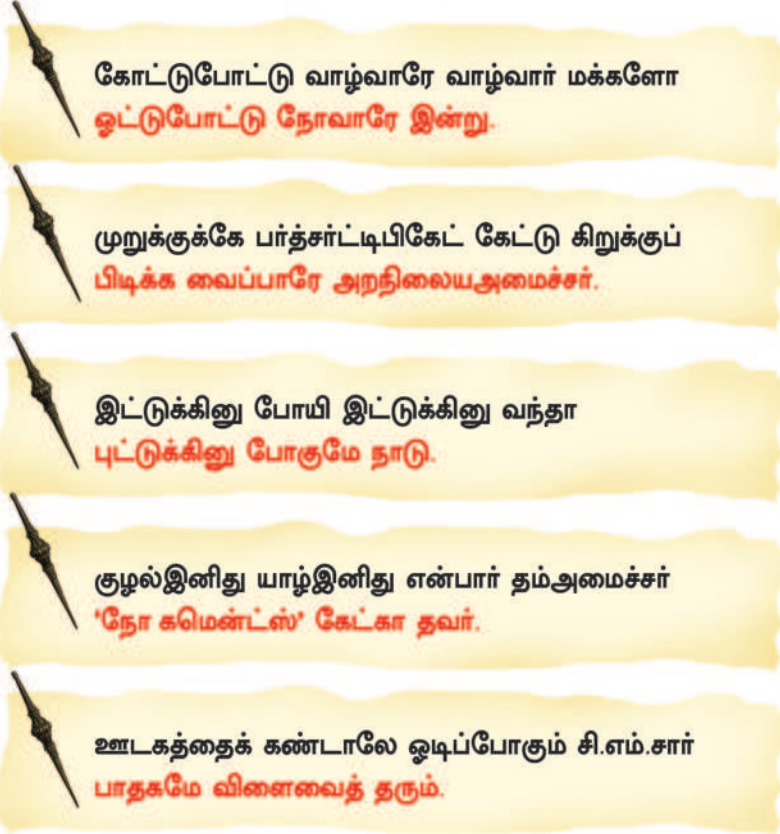 கோட்டுபோட்டு வாழ்வாரே வாழ்வார் மக்களோ
ஓட்டுபோட்டு நோவாரே இன்று.
முறுக்குக்கே பர்த்சர்ட்டிபிகேட் கேட்டு கிறுக்குப்
பிடிக்க வைப்பாரே அறநிலையஅமைச்சர்.
இட்டுக்கினு போயி இட்டுக்கினு வந்தா
புட்டுக்கினு போகுமே நாடு.
குழல்இனிது யாழ்இனிது என்பார் தம்அமைச்சர்
'நோ கமென்ட்ஸ்' கேட்கா தவர்.
ஊடகத்தைக் கண்டாலே ஓடிப்போகும் சி.எம்.சார்
பாதகமே விளைவைத் தரும்.